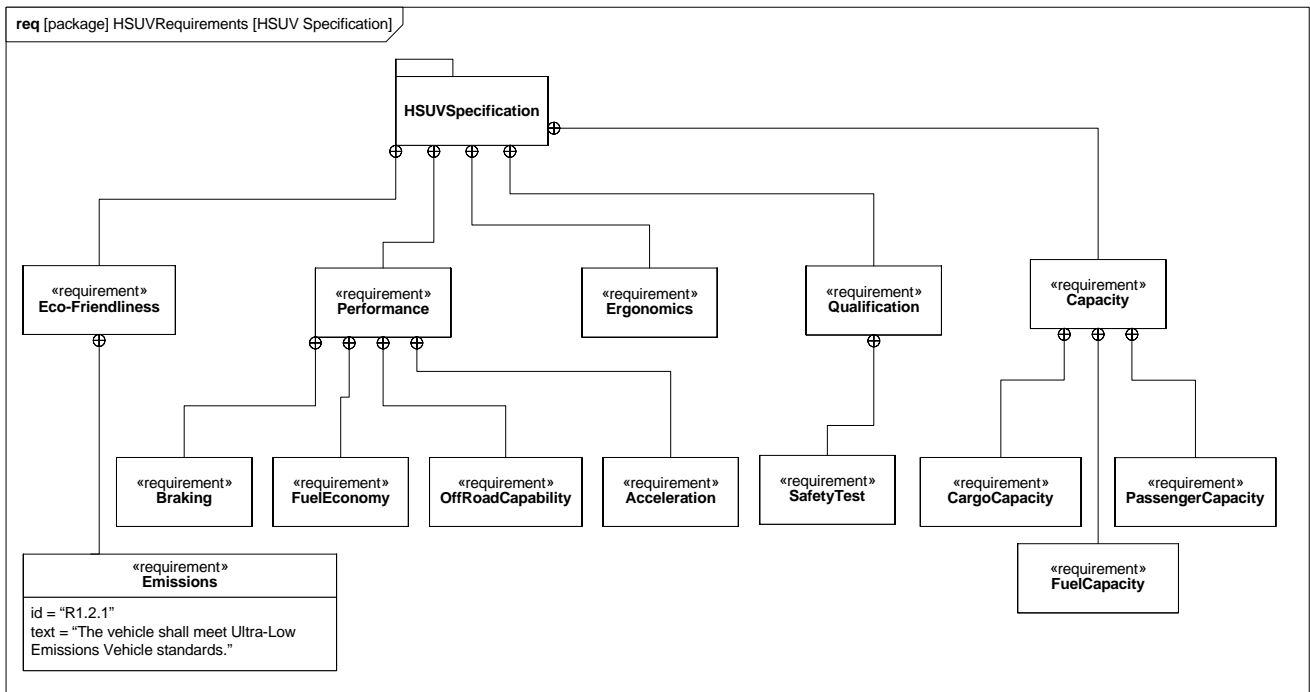 req [package] HSUVRequirements [HSUV Specification]
HSUVSpecification
«requirement»
Eco-Friendliness
«requirement»
Performance
«requirement»
Ergonomics
«requirement»
Qualification
«requirement»
Capacity
«requirement»
Braking
«requirement»
FuelEconomy
«requirement»
OffRoadCapability
«requirement»
Acceleration
«requirement»
SafetyTest
«requirement»
CargoCapacity
«requirement»
PassengerCapacity
«requirement»
FuelCapacity
«requirement»
Emissions
id = “R1.2.1”
text = “The vehicle shall meet Ultra-Low
Emissions Vehicle standards.”